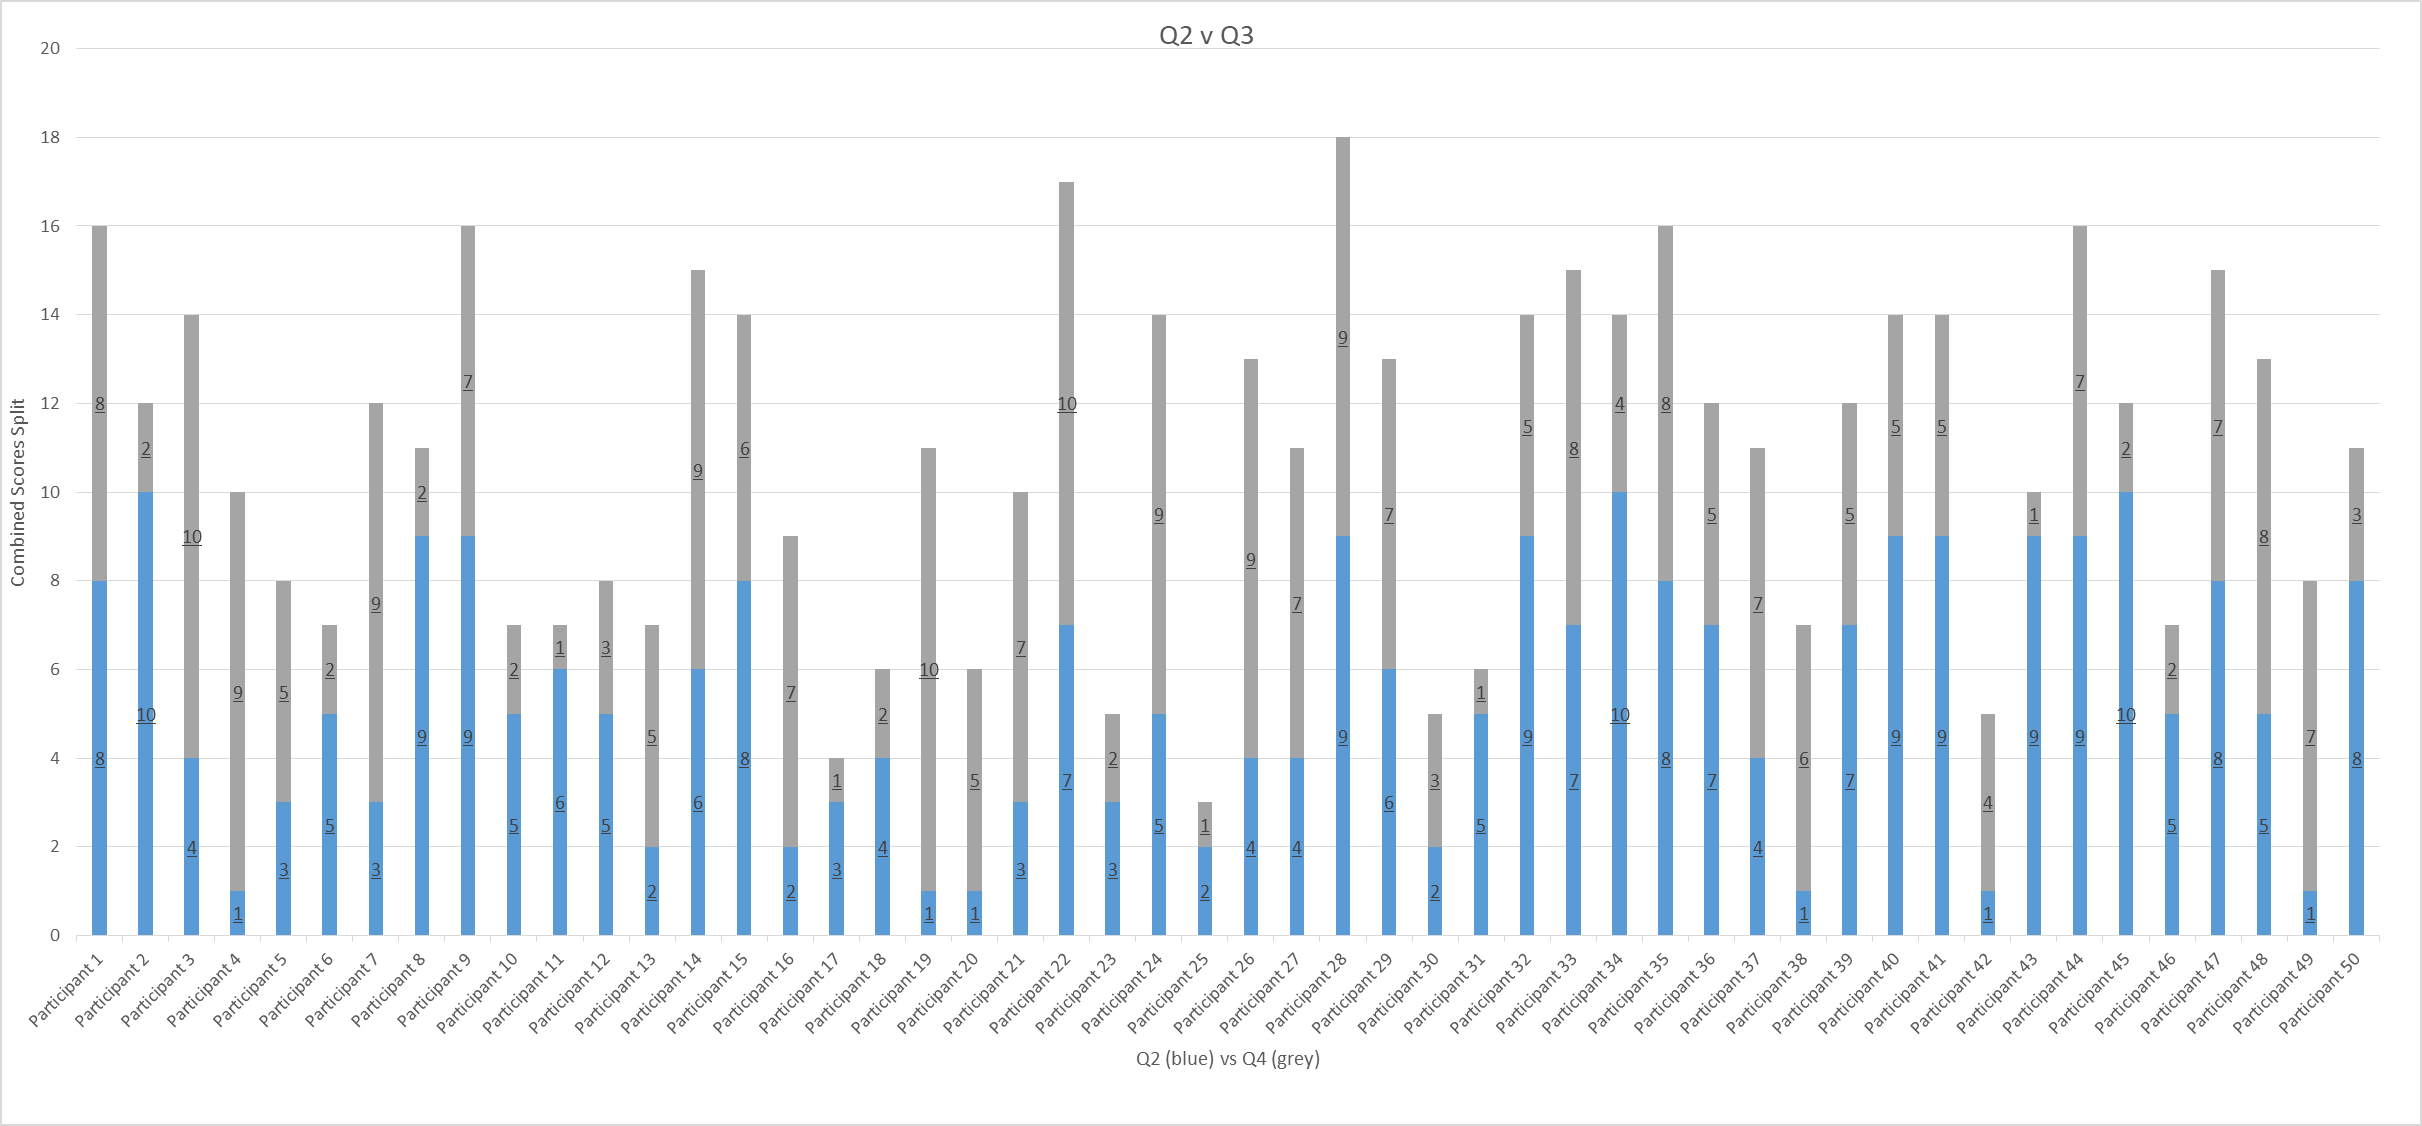 Q2 v Q3
20
18
16
14
12
10
8
6
4
2
0
Combined Scores Split
8 2 10 9 5 2 9 2 7 2 1 3 5 9 6 7 1 2 10 5 7 10 2 9 1 9 7 9 7 3 1 5 8 4 8 5 7 6 5 5 5 4 1 7 2 2 7 8 7 3
8 10 4 1 3 5 3 9 9 5 6 5 2 6 8 2 3 4 1 1 3 7 3 5 2 4 4 9 6 2 5 9 7 10 8 7 4 1 7 9 9 1 9 9 10 5 8 5 1 8
Participant 1
Participant 2
Participant 3
Participant 4
Participant 5
Participant 6
Participant 7
Participant 8
Participant 9
Participant 10
Participant 11
Participant 12
Participant 13
Participant 14
Participant 15
Participant 16
Participant 17
Participant 18
Participant 19
Participant 20
Participant 21
Participant 22
Participant 23
Participant 24
Participant 25
Participant 26
Participant 27
Participant 28
Participant 29
Participant 30
Participant 31
Participant 32
Participant 33
Participant 34
Participant 35
Participant 36
Participant 37
Participant 38
Participant 39
Participant 40
Participant 41
Participant 42
Participant 43
Participant 44
Participant 45
Participant 46
Participant 47
Participant 48
Participant 49
Participant 50
Q2 (blue) vs Q4 (grey)